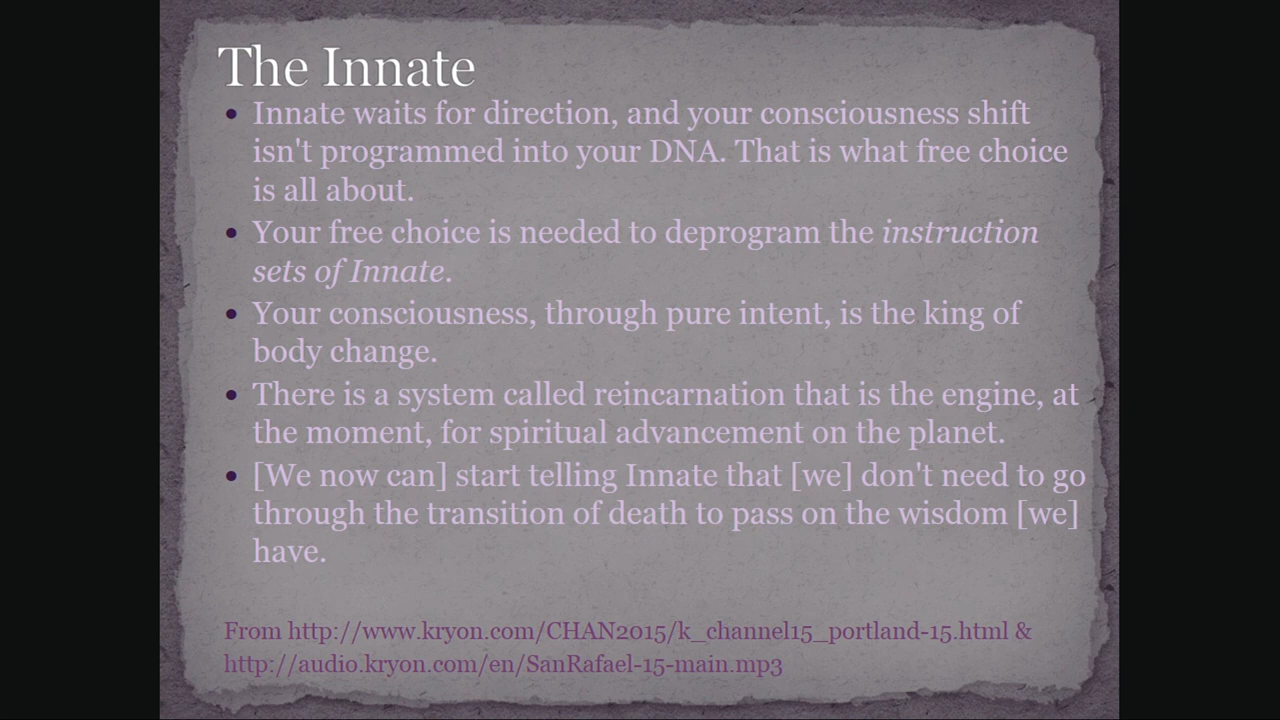 The Innate
• Innate waits for direction, and your consciousness shift
isn't programmed into your DNA. That is what free choice
is all about.
• Your free choice is needed to deprogram the instruction
sets of Innate.
• Your consciousness, through pure intent, is the king of
body change.
• There is a system called reincarnation that is the engine, at
the moment, for spiritual advancement on the planet.
• [We now can] start telling Innate that [we] don't need to go
through the transition of death to pass on the wisdom [we]
have.
From http://www.kryon.com/CHAN2015/k_channel15_portland-15.html &
http://audio.kryon.com/en/SanRafael-15-main.mp3